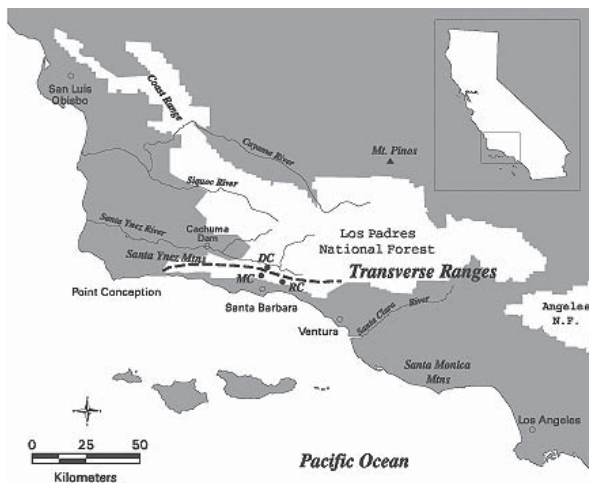 San Luis
Obisbo
Coast Range
Cuyama River
Mt. Pinos
Siquoc River
Santa Ynez River
Cachuma
Dam
Los Padres
National Forest
Santa Ynez Mtns
DC
Transverse Ranges
MC
RC
Point Conception
Santa Barbara
Ventura
Santa Clara River
Angeles
N.F.
Santa Monica
Mtns
Los Angeles
0 25 50
Kilometers
Pacific Ocean